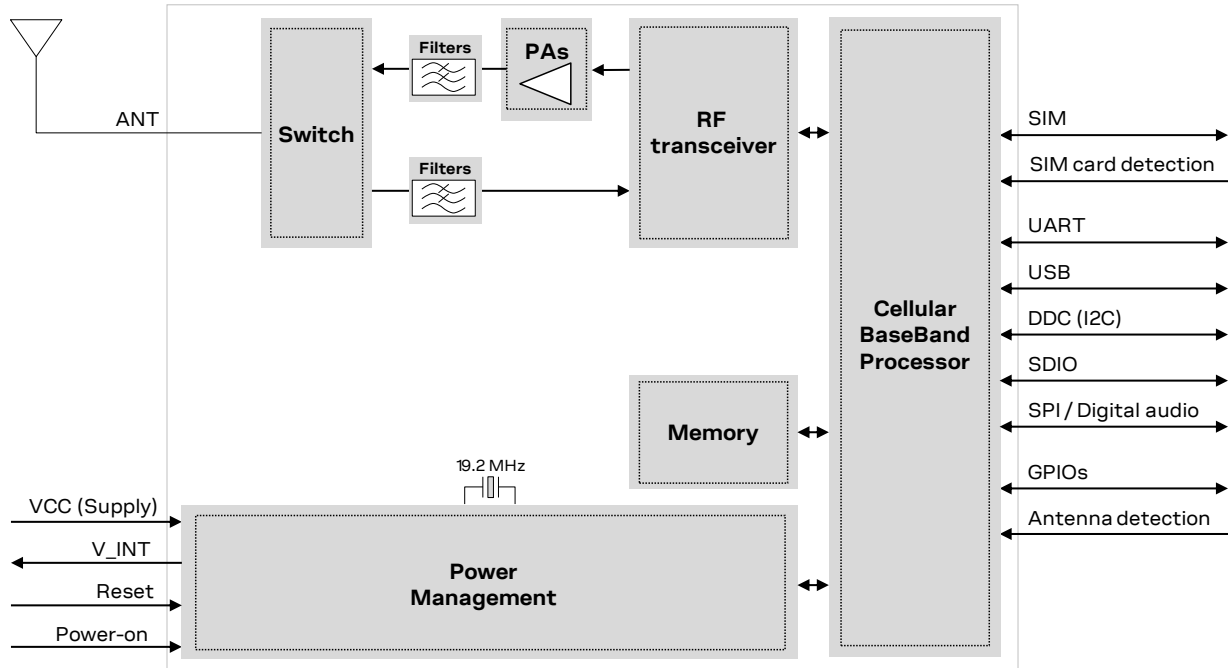 Filters
PAs
ANT
Switch
RF
transceiver
Filters
SIM
SIM card detection
UART
USB
DDC (I2C)
SDIO
SPI / Digital audio
GPIOs
Antenna detection
Cellular
BaseBand
Processor
Memory
19.2 MHz
VCC (Supply)
V_INT
Reset
Power-on
Power
Management